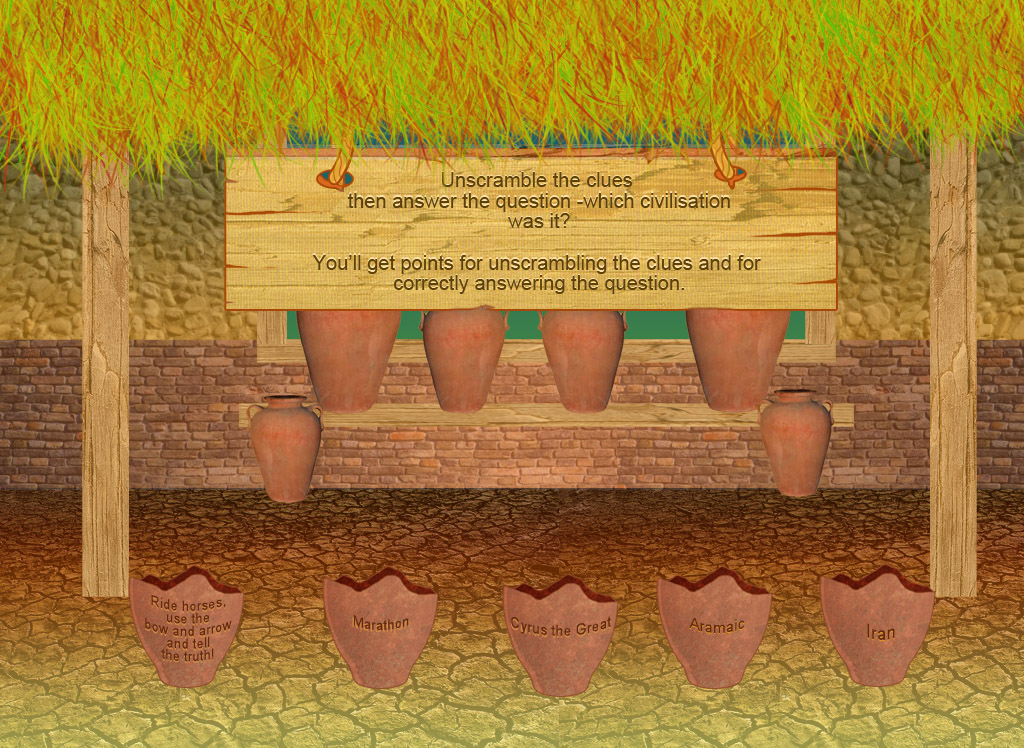 Unscramble the clues
then answer the question -which civilisation
was it?
You'll get points for unscrambling the clues and for
correctly answering the question.
Ride horses,
use the
bow and arrow
and tell
the truth!
Marathon
Cyrus the Great
Aramaic
Iran